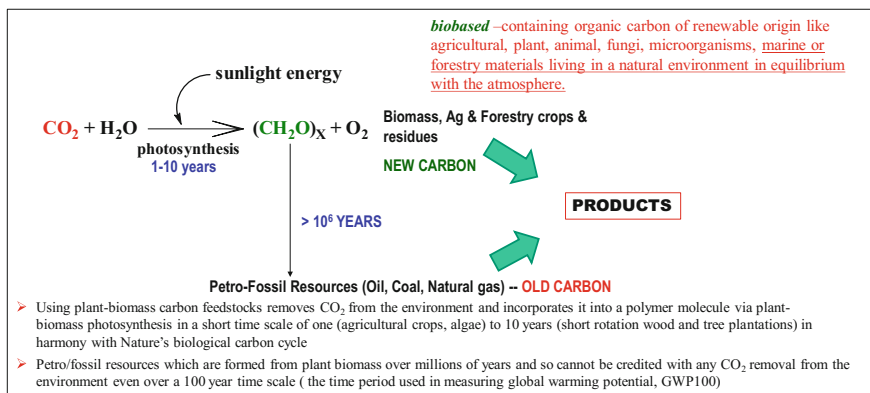 biobased –containing organic carbon of renewable origin like
agricultural, plant, animal, fungi, microorganisms, marine or
forestry materials living in a natural environment in equilibrium
with the atmosphere.
sunlight energy
CO2 + H2O
photosynthesis
1-10 years
(CH2O)X + O2
Biomass, Ag & Forestry crops &
residues
NEW CARBON
PRODUCTS
> 10^6 YEARS
Petro-Fossil Resources (Oil, Coal, Natural gas) -- OLD CARBON
➢ Using plant-biomass carbon feedstocks removes CO2 from the environment and incorporates it into a polymer molecule via plant-
biomass photosynthesis in a short time scale of one (agricultural crops, algae) to 10 years (short rotation wood and tree plantations) in
harmony with Nature's biological carbon cycle
➢ Petro/fossil resources which are formed from plant biomass over millions of years and so cannot be credited with any CO2 removal from the
environment even over a 100 year time scale ( the time period used in measuring global warming potential, GWP100)